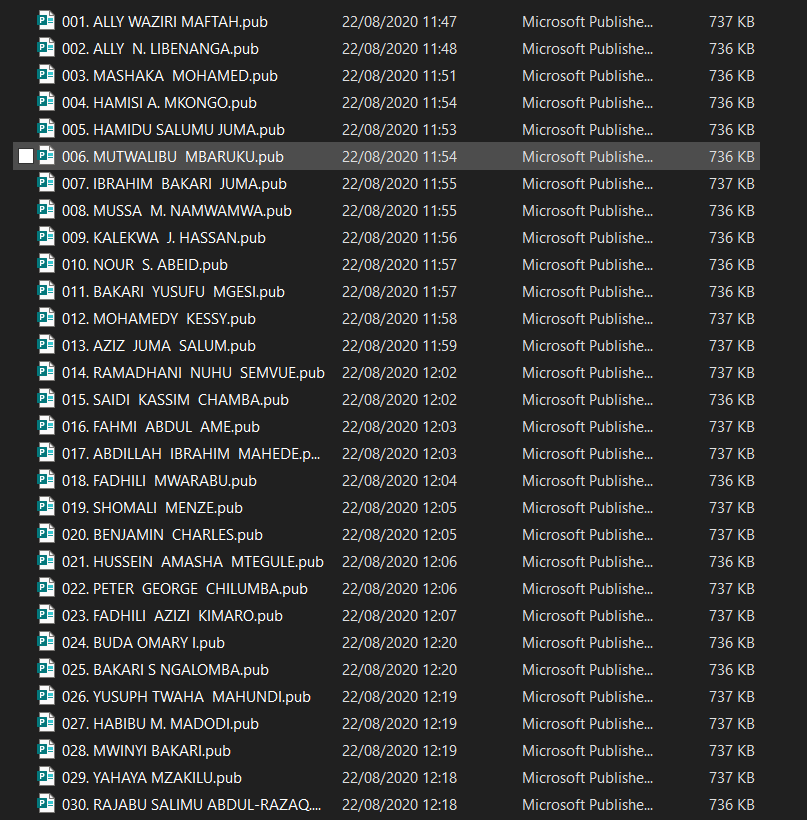 001. ALLY WAZIRI MAFTAH.pub 22/08/2020 11:47 Microsoft Publishe... 737 KB
002. ALLY N. LIBENANGA.pub 22/08/2020 11:48 Microsoft Publishe... 736 KB
003. MASHAKA MOHAMED.pub 22/08/2020 11:51 Microsoft Publishe... 736 KB
004. HAMISI A. MKONGO.pub 22/08/2020 11:54 Microsoft Publishe... 736 KB
005. HAMIDU SALUMU JUMA.pub 22/08/2020 11:53 Microsoft Publishe... 736 KB
006. MUTWALIBU MBARUKU.pub 22/08/2020 11:54 Microsoft Publishe... 736 KB
007. IBRAHIM BAKARI JUMA.pub 22/08/2020 11:55 Microsoft Publishe... 737 KB
008. MUSSA M. NAMWAMWA.pub 22/08/2020 11:55 Microsoft Publishe... 736 KB
009. KALEKWA J. HASSAN.pub 22/08/2020 11:56 Microsoft Publishe... 736 KB
010. NOUR S. ABEID.pub 22/08/2020 11:57 Microsoft Publishe... 736 KB
011. BAKARI YUSUFU MGESI.pub 22/08/2020 11:57 Microsoft Publishe... 736 KB
012. MOHAMEDY KESSY.pub 22/08/2020 11:58 Microsoft Publishe... 737 KB
013. AZIZ JUMA SALUM.pub 22/08/2020 11:59 Microsoft Publishe... 737 KB
014. RAMADHANI NUHU SEMVUE.pub 22/08/2020 12:02 Microsoft Publishe... 737 KB
015. SAIDI KASSIM CHAMBA.pub 22/08/2020 12:02 Microsoft Publishe... 736 KB
016. FAHMI ABDUL AME.pub 22/08/2020 12:03 Microsoft Publishe... 737 KB
017. ABDILLAH IBRAHIM MAHEDE.p... 22/08/2020 12:03 Microsoft Publishe... 737 KB
018. FADHILI MWARABU.pub 22/08/2020 12:04 Microsoft Publishe... 736 KB
019. SHOMALI MENZE.pub 22/08/2020 12:05 Microsoft Publishe... 737 KB
020. BENJAMIN CHARLES.pub 22/08/2020 12:05 Microsoft Publishe... 737 KB
021. HUSSEIN AMASHA MTEGULE.pub 22/08/2020 12:06 Microsoft Publishe... 736 KB
022. PETER GEORGE CHILUMBA.pub 22/08/2020 12:06 Microsoft Publishe... 737 KB
023. FADHILI AZIZI KIMARO.pub 22/08/2020 12:07 Microsoft Publishe... 737 KB
024. BUDA OMARY I.pub 22/08/2020 12:20 Microsoft Publishe... 736 KB
025. BAKARI S NGALOMBA.pub 22/08/2020 12:20 Microsoft Publishe... 736 KB
026. YUSUPH TWAHA MAHUNDI.pub 22/08/2020 12:19 Microsoft Publishe... 737 KB
027. HABIBU M. MADODI.pub 22/08/2020 12:19 Microsoft Publishe... 737 KB
028. MWINYI BAKARI.pub 22/08/2020 12:19 Microsoft Publishe... 737 KB
029. YAHAYA MZAKILU.pub 22/08/2020 12:18 Microsoft Publishe... 737 KB
030. RAJABU SALIMU ABDUL-RAZAQ.... 22/08/2020 12:18 Microsoft Publishe... 736 KB